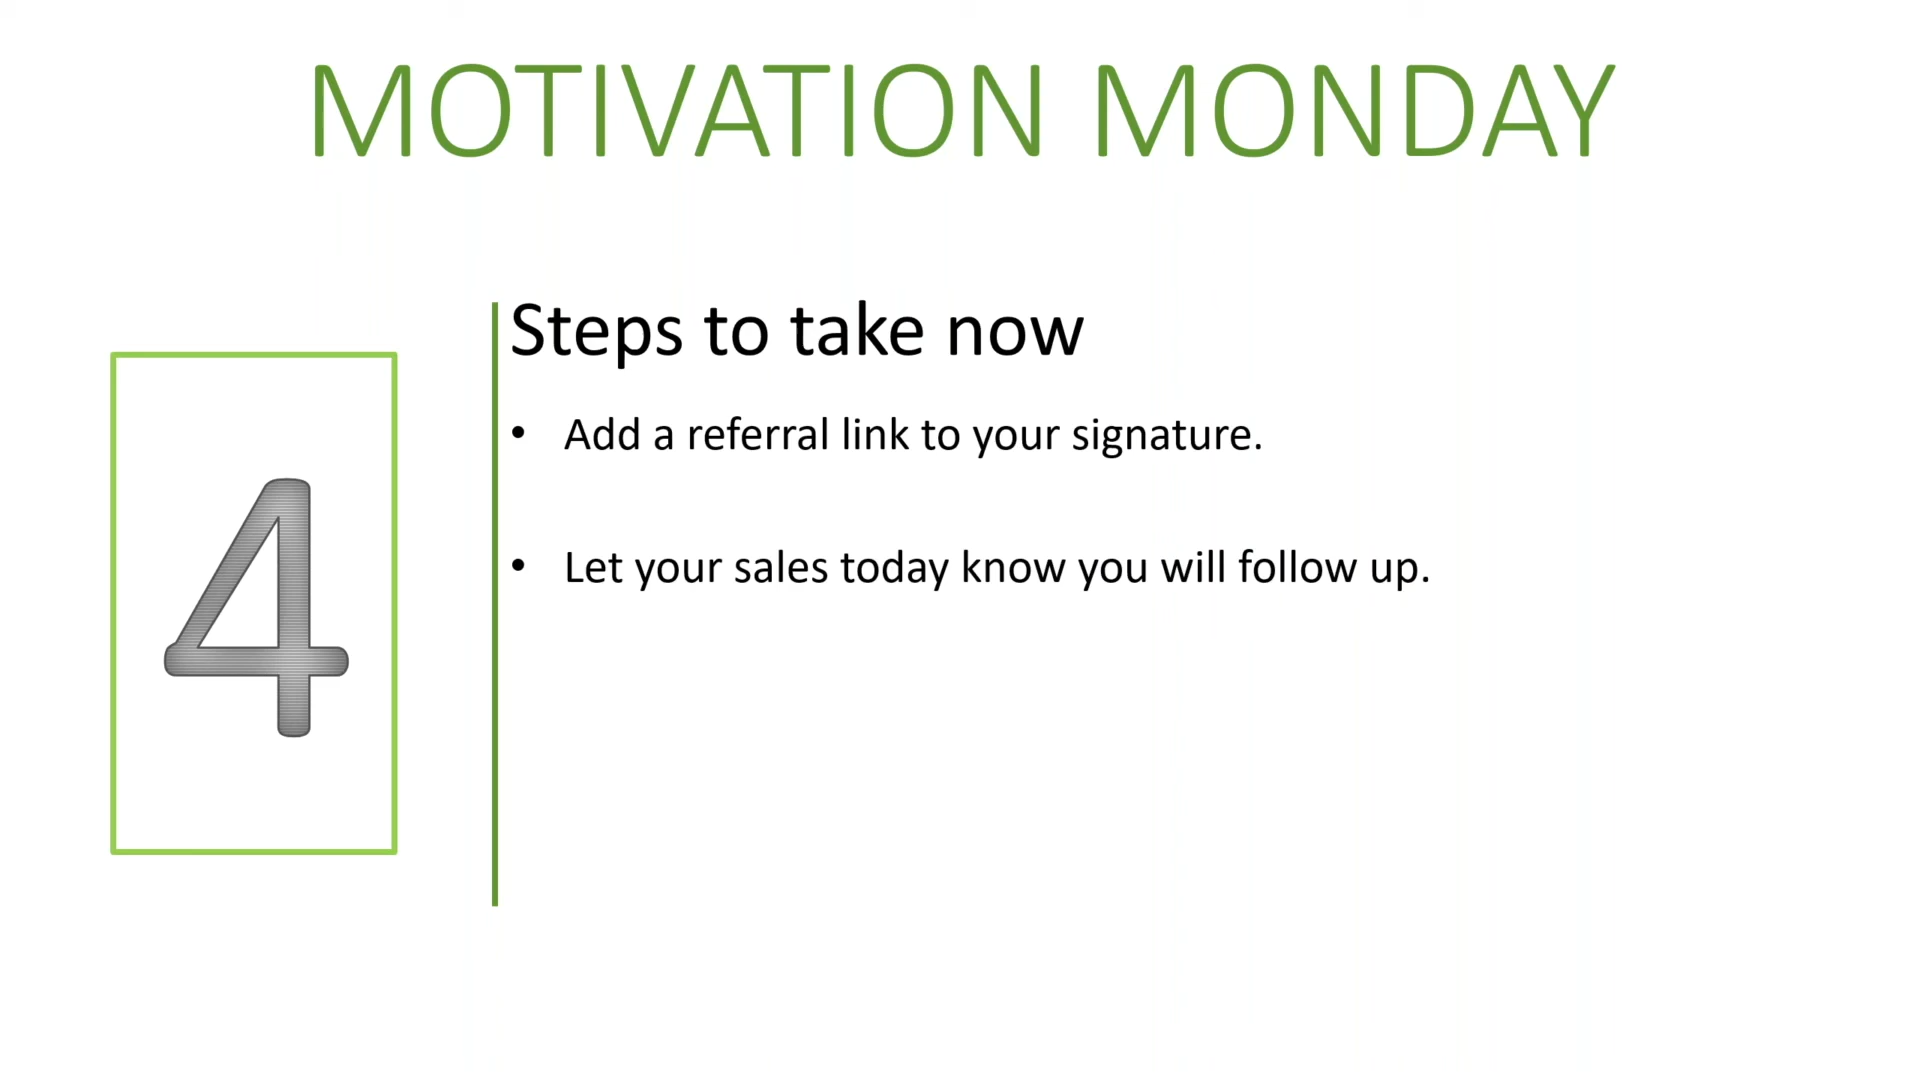 MOTIVATION MONDAY
4
Steps to take now
• Add a referral link to your signature.
• Let your sales today know you will follow up.